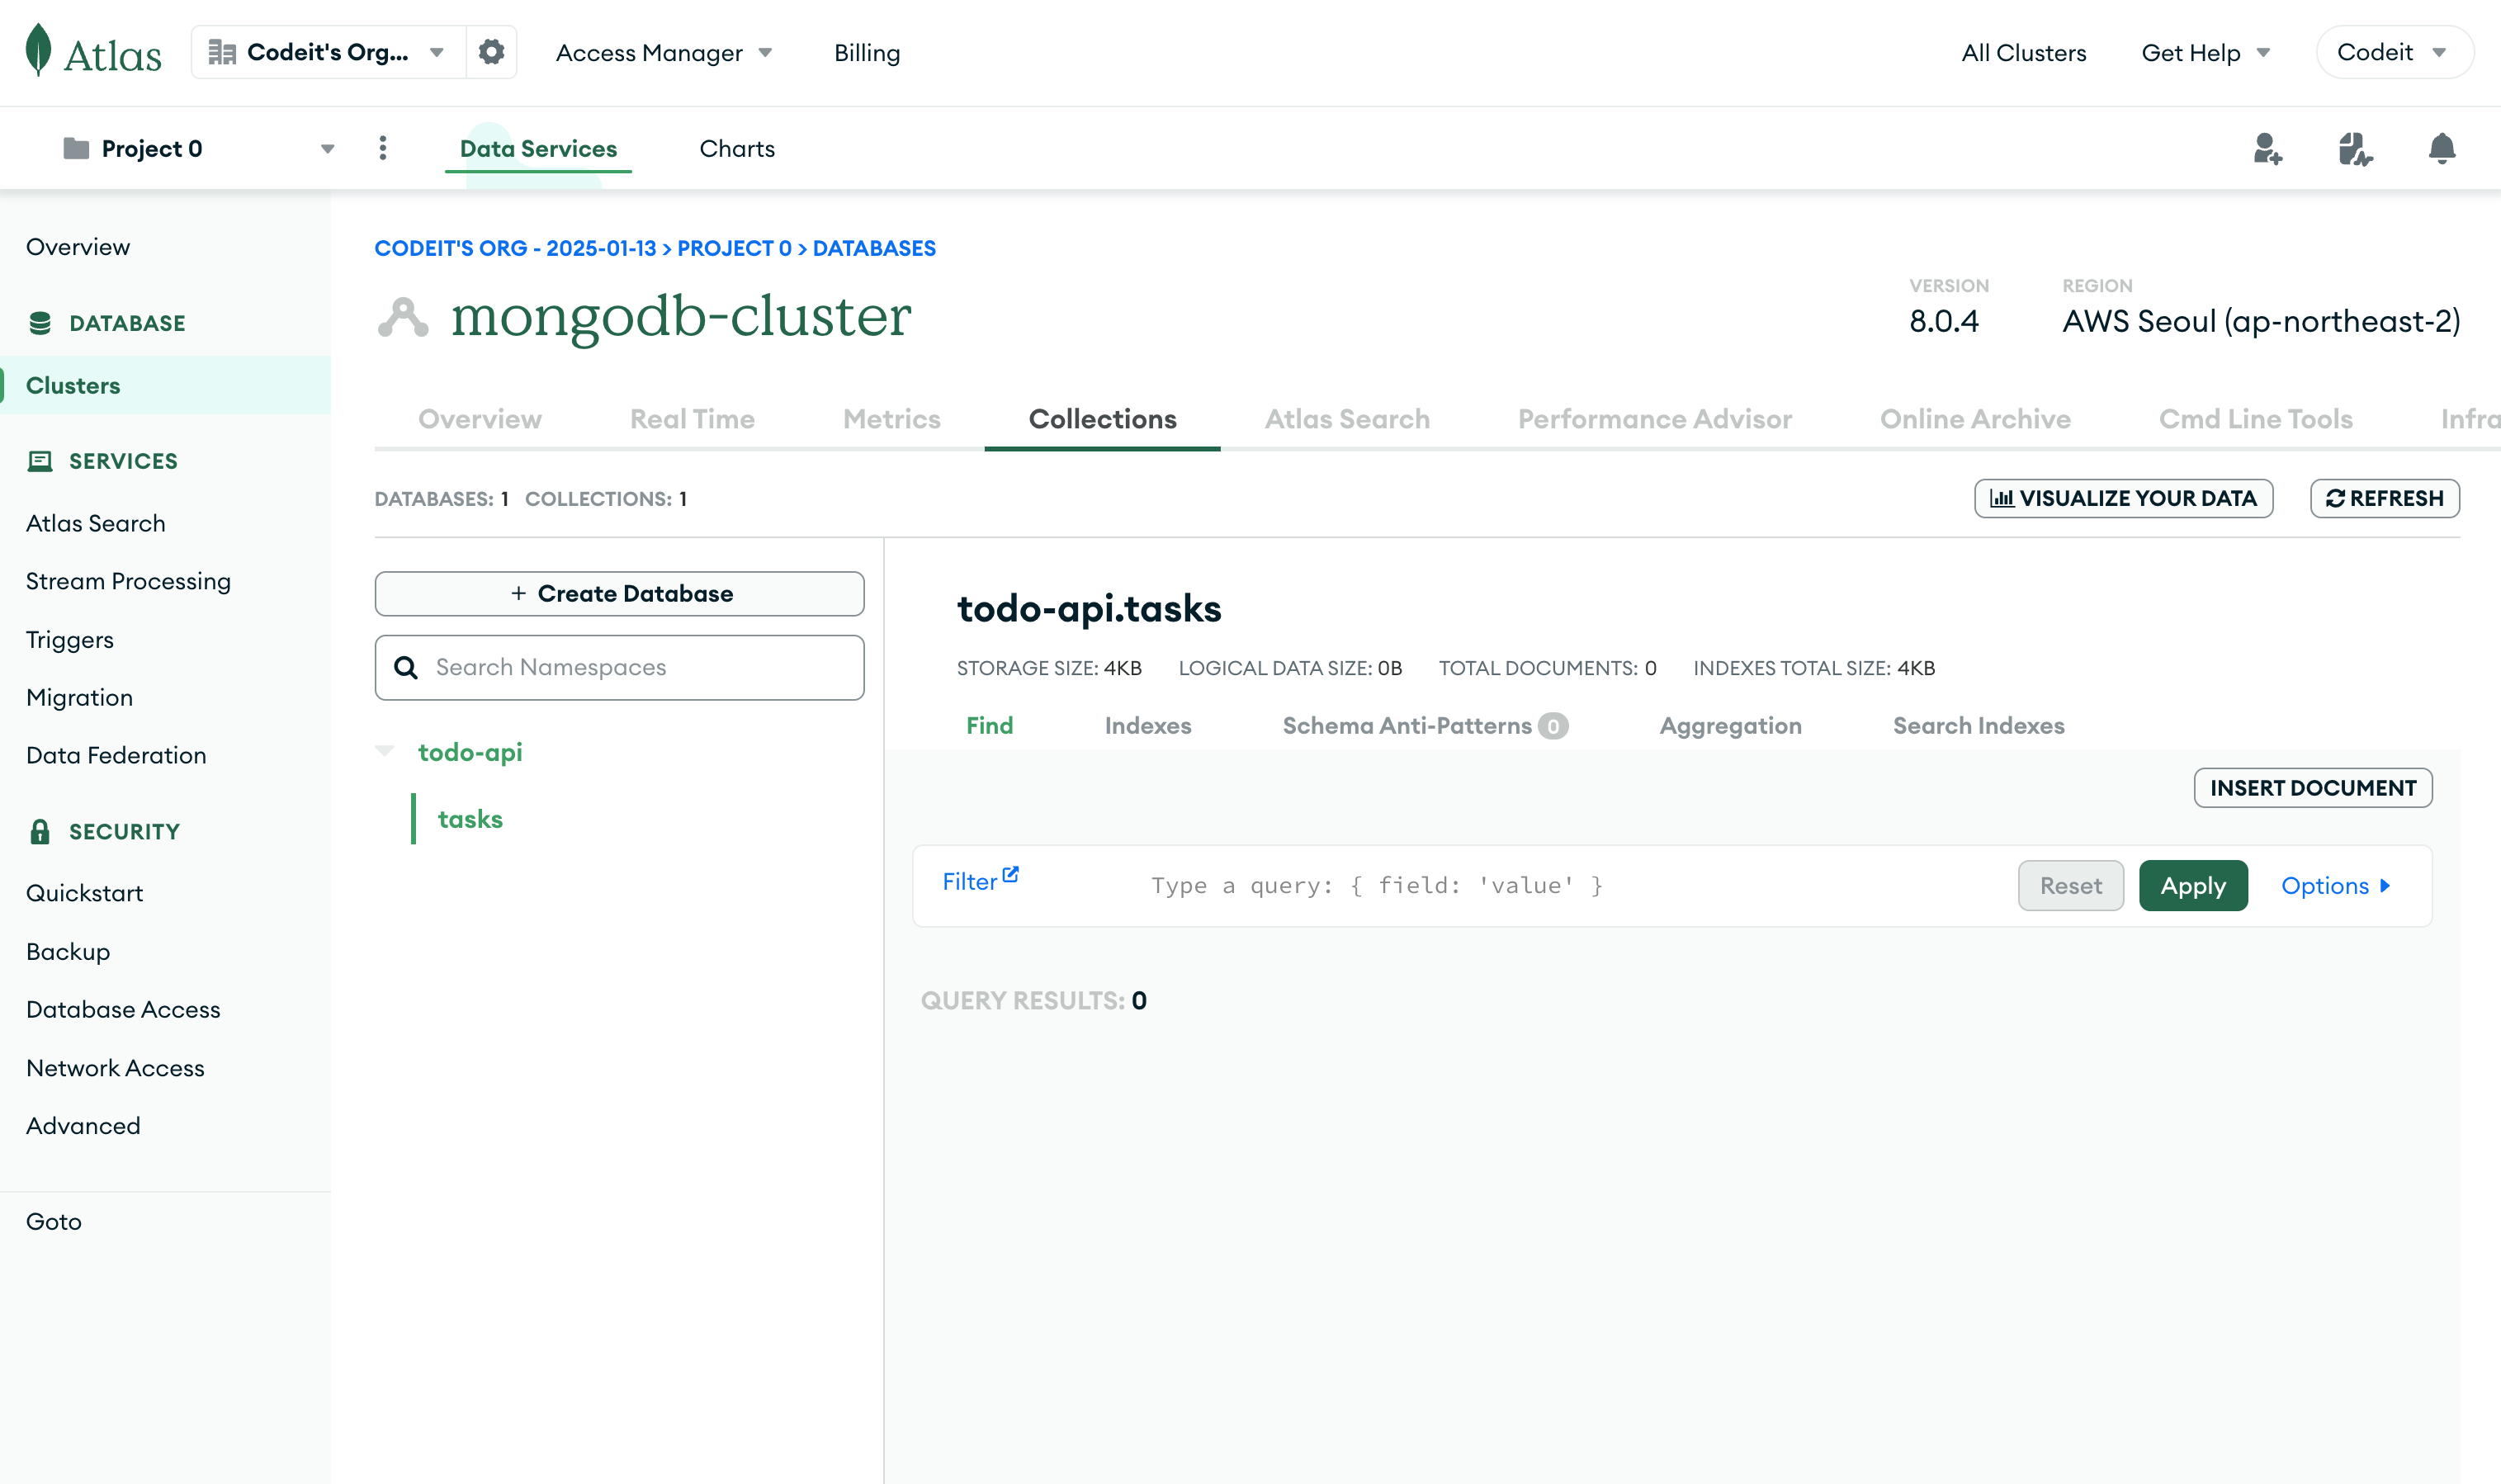 Atlas
Codeit's Org...
Access Manager
Billing
All Clusters
Get Help
Codeit
Project 0
Data Services
Charts
Overview
DATABASE
Clusters
SERVICES
Atlas Search
Stream Processing
Triggers
Migration
Data Federation
SECURITY
Quickstart
Backup
Database Access
Network Access
Advanced
Goto
CODEIT'S ORG - 2025-01-13 > PROJECT 0 > DATABASES
mongodb-cluster
VERSION
8.0.4
REGION
AWS Seoul (ap-northeast-2)
Overview
Real Time
Metrics
Collections
Atlas Search
Performance Advisor
Online Archive
Cmd Line Tools
Infra
DATABASES: 1 COLLECTIONS: 1
VISUALIZE YOUR DATA
REFRESH
+ Create Database
Search Namespaces
todo-api
tasks
todo-api.tasks
STORAGE SIZE: 4KB LOGICAL DATA SIZE: 0B TOTAL DOCUMENTS: 0 INDEXES TOTAL SIZE: 4KB
Find
Indexes
Schema Anti-Patterns 0
Aggregation
Search Indexes
INSERT DOCUMENT
Filter
Type a query: { field: 'value' }
Reset
Apply
Options
QUERY RESULTS: 0